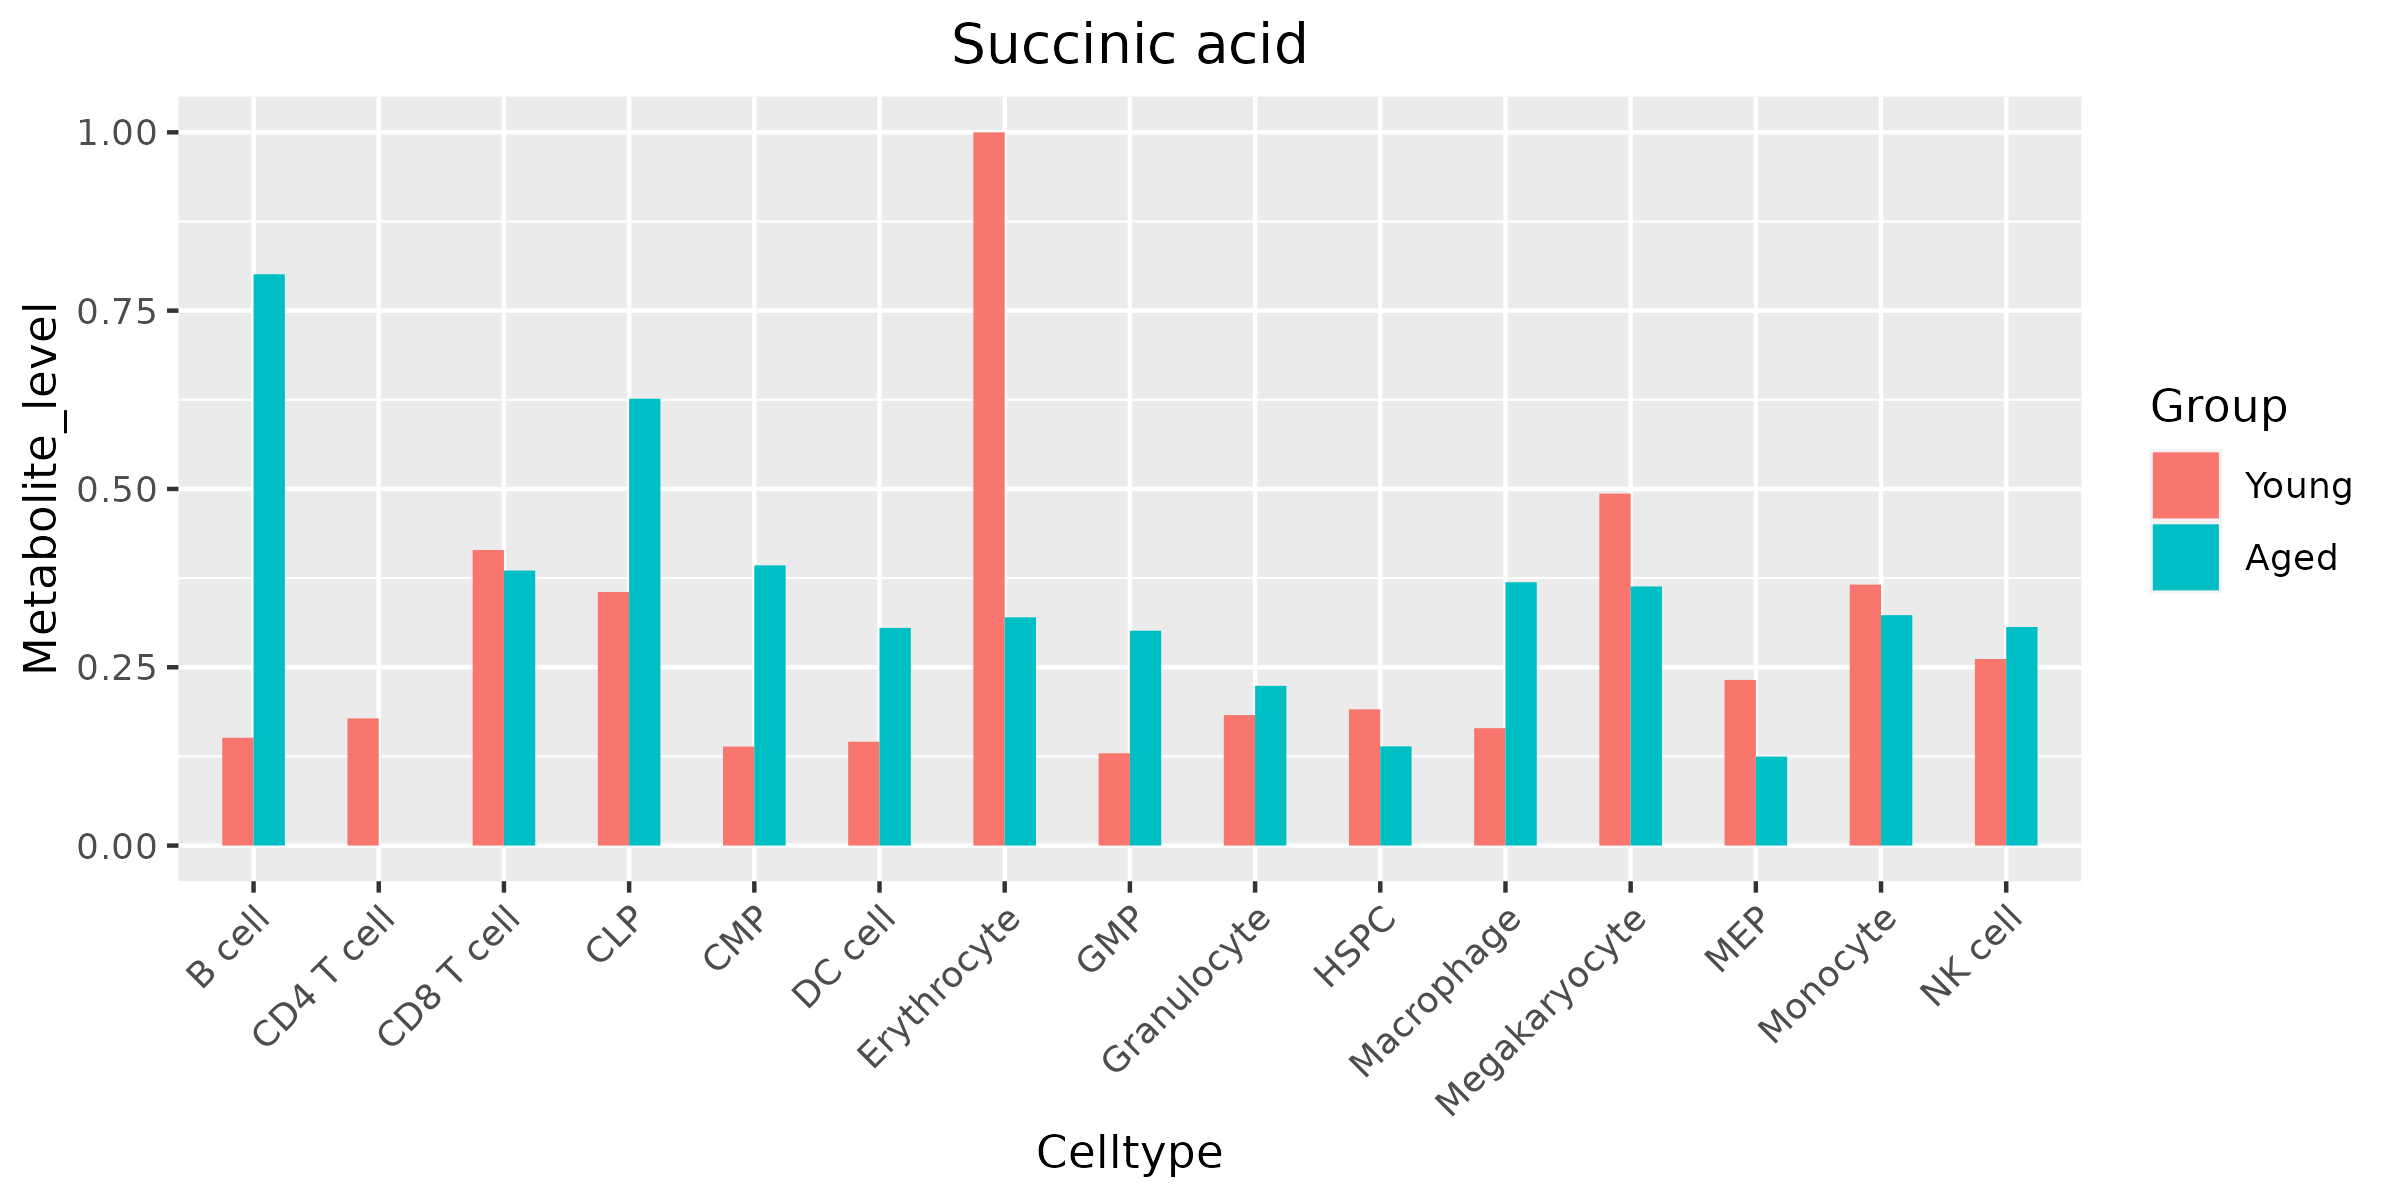 Succinic acid
Metabolite_level
1.00
0.75
0.50
0.25
0.00
B cell
CD4 T cell
CD8 T cell
CLP
CMP
DC cell
Erythrocyte
GMP
Granulocyte
HSPC
Macrophage
Megakaryocyte
MEP
Monocyte
NK cell
Celltype
Group
Young
Aged